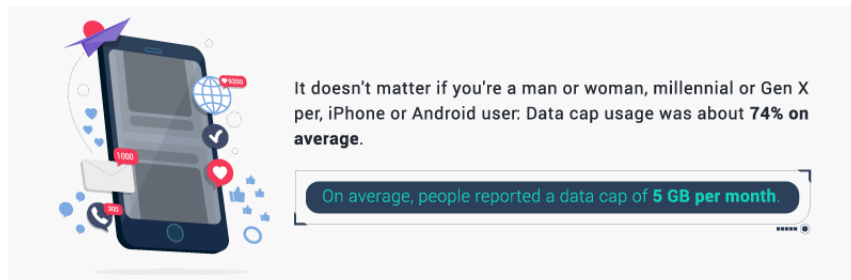 9200
1000
300
It doesn't matter if you're a man or woman, millennial or Gen X
per, iPhone or Android user: Data cap usage was about 74% on
average.
On average, people reported a data cap of 5 GB per month.